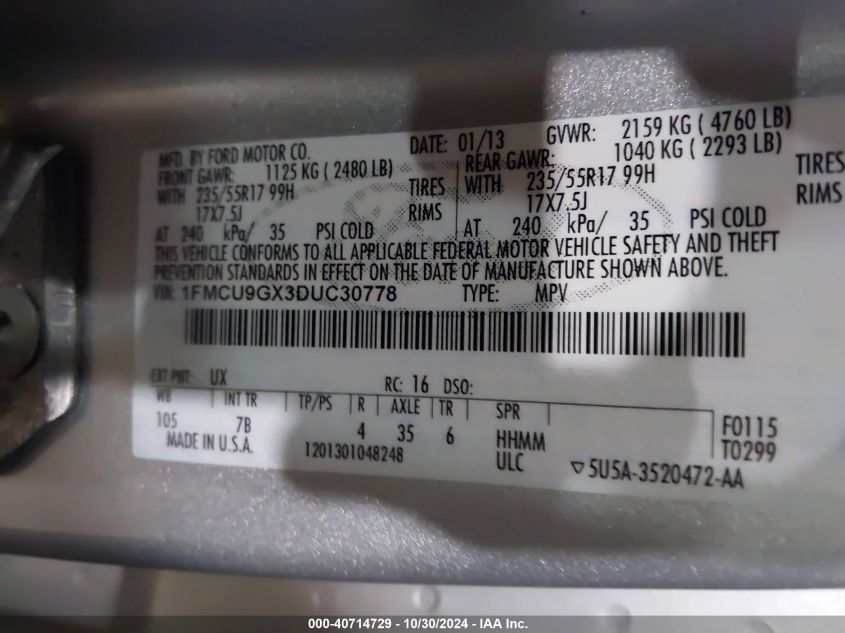 MFD. BY FORD MOTOR CO. DATE: 01/13 GVWR: 2159 KG ( 4760 LB)
FRONT GAWR: 1125 KG ( 2480 LB) REAR GAWR: 1040 KG ( 2293 LB)
WITH 235/55R17 99H TIRES WITH 235/55R17 99H TIRES
17X7.5J RIMS 17X7.5J RIMS
AT 240 kPa/ 35 PSI COLD AT 240 kPa/ 35 PSI COLD
THIS VEHICLE CONFORMS TO ALL APPLICABLE FEDERAL MOTOR VEHICLE SAFETY AND THEFT
PREVENTION STANDARDS IN EFFECT ON THE DATE OF MANUFACTURE SHOWN ABOVE.
VIN: 1FMCU9GX3DUC30778 TYPE: MPV
EXT PNT: UX RC: 16 DSO:
WB INT TR TP/PS R AXLE TR SPR
105 7B 4 35 6 HHMM F0115
MADE IN U.S.A. 1201301048248 ULC T0299
5U5A-3520472-AA
000-40714729 - 10/30/2024 - IAA Inc.